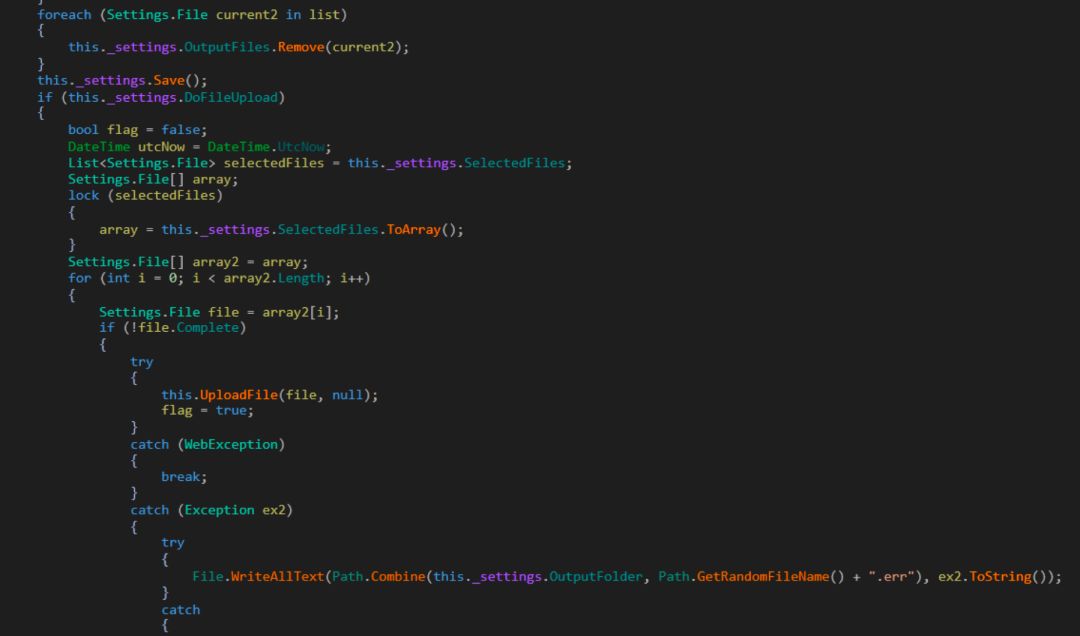 }
foreach (Settings.File current2 in list)
{
    this._settings.OutputFiles.Remove(current2);
}
this._settings.Save();
if (this._settings.DoFileUpload)
{
    bool flag = false;
    DateTime utcNow = DateTime.UtcNow;
    List<Settings.File> selectedFiles = this._settings.SelectedFiles;
    Settings.File[] array;
    lock (selectedFiles)
    {
        array = this._settings.SelectedFiles.ToArray();
    }
    Settings.File[] array2 = array;
    for (int i = 0; i < array2.Length; i++)
    {
        Settings.File file = array2[i];
        if (!file.Complete)
        {
            try
            {
                this.UploadFile(file, null);
                flag = true;
            }
            catch (WebException)
            {
                break;
            }
            catch (Exception ex2)
            {
                try
                {
                    File.WriteAllText(Path.Combine(this._settings.OutputFolder, Path.GetRandomFileName() + ".err"), ex2.ToString());
                }
                catch
                {